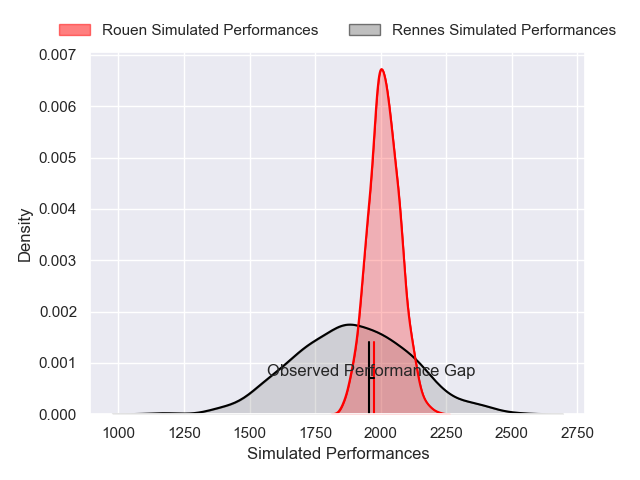 Rouen Simulated Performances
Rennes Simulated Performances
0.007
0.006
0.005
0.004
0.003
0.002
0.001
0.000
Density
Observed Performance Gap
1000 1250 1500 1750 2000 2250 2500 2750
Simulated Performances